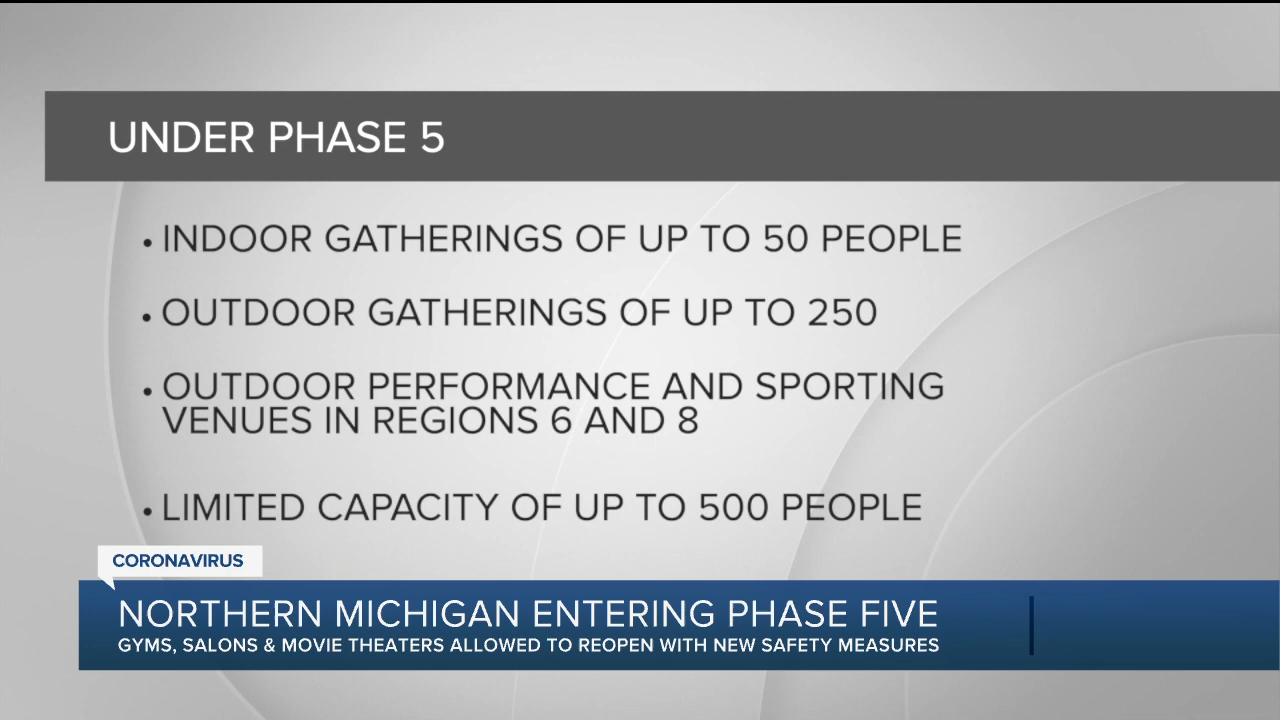 UNDER PHASE 5
• INDOOR GATHERINGS OF UP TO 50 PEOPLE
• OUTDOOR GATHERINGS OF UP TO 250
• OUTDOOR PERFORMANCE AND SPORTING
VENUES IN REGIONS 6 AND 8
• LIMITED CAPACITY OF UP TO 500 PEOPLE
CORONAVIRUS
NORTHERN MICHIGAN ENTERING PHASE FIVE
GYMS, SALONS & MOVIE THEATERS ALLOWED TO REOPEN WITH NEW SAFETY MEASURES